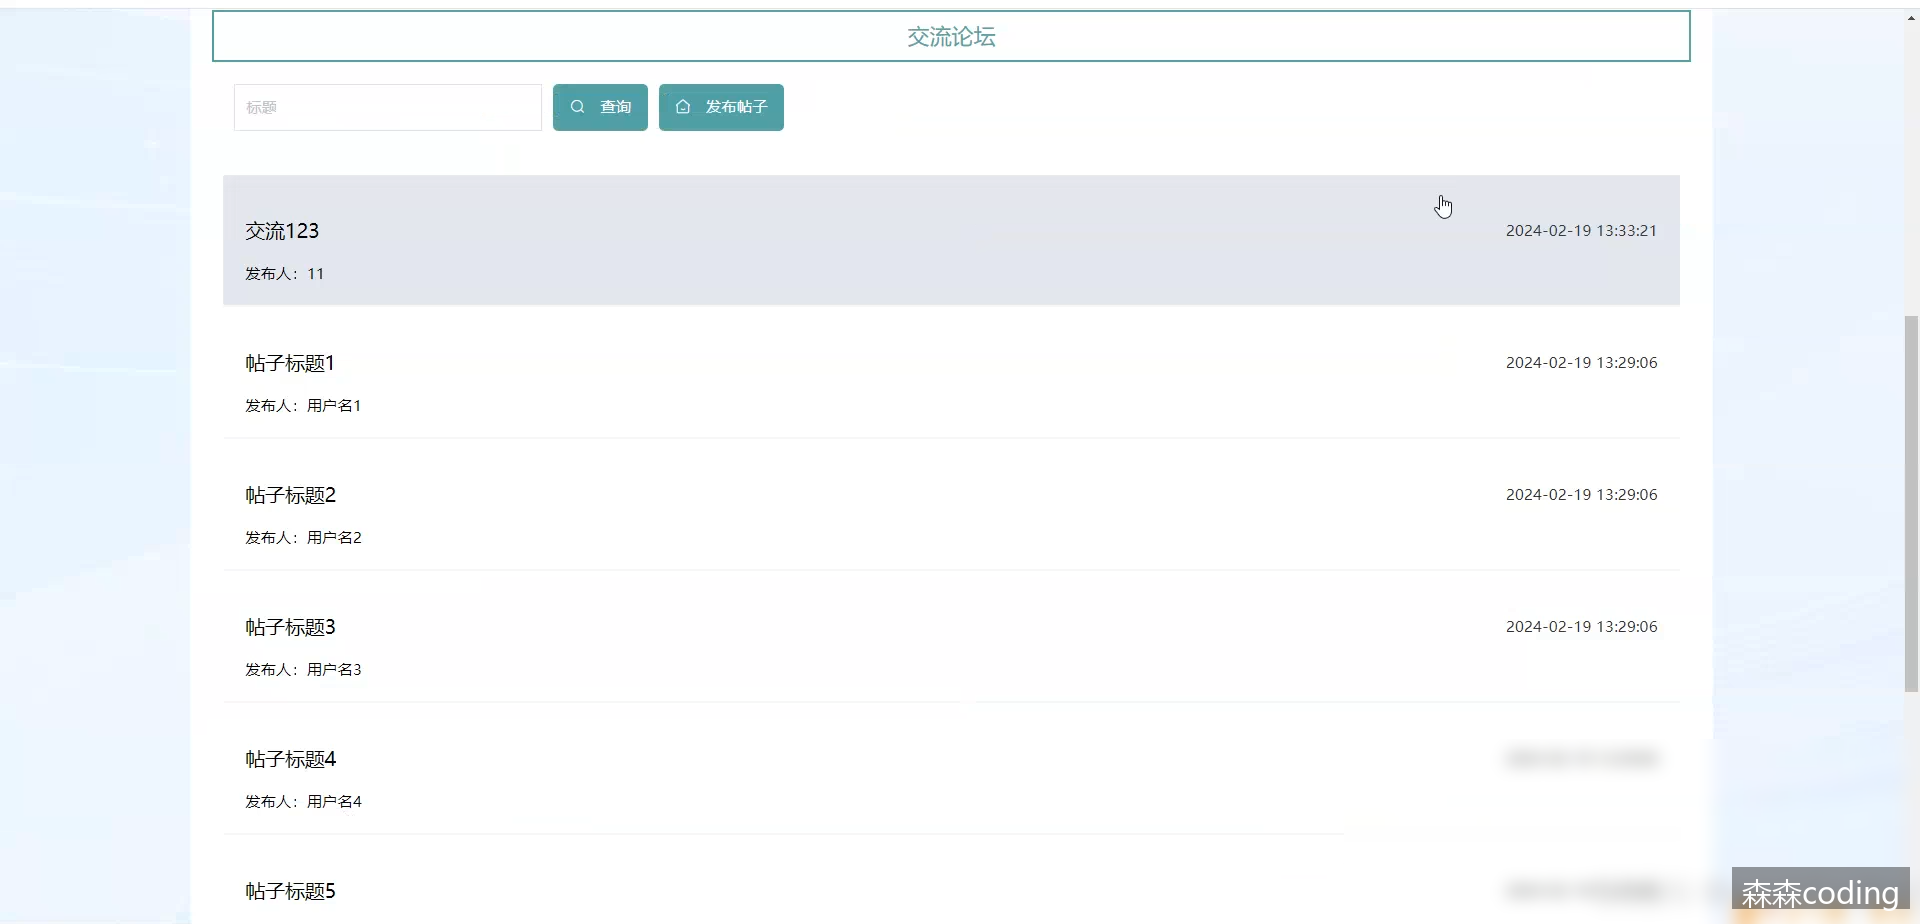 交流论坛
标题
查询
发布帖子
交流123
2024-02-19 13:33:21
发布人：11
帖子标题1
2024-02-19 13:29:06
发布人：用户名1
帖子标题2
2024-02-19 13:29:06
发布人：用户名2
帖子标题3
2024-02-19 13:29:06
发布人：用户名3
帖子标题4
发布人：用户名4
帖子标题5
森森coding